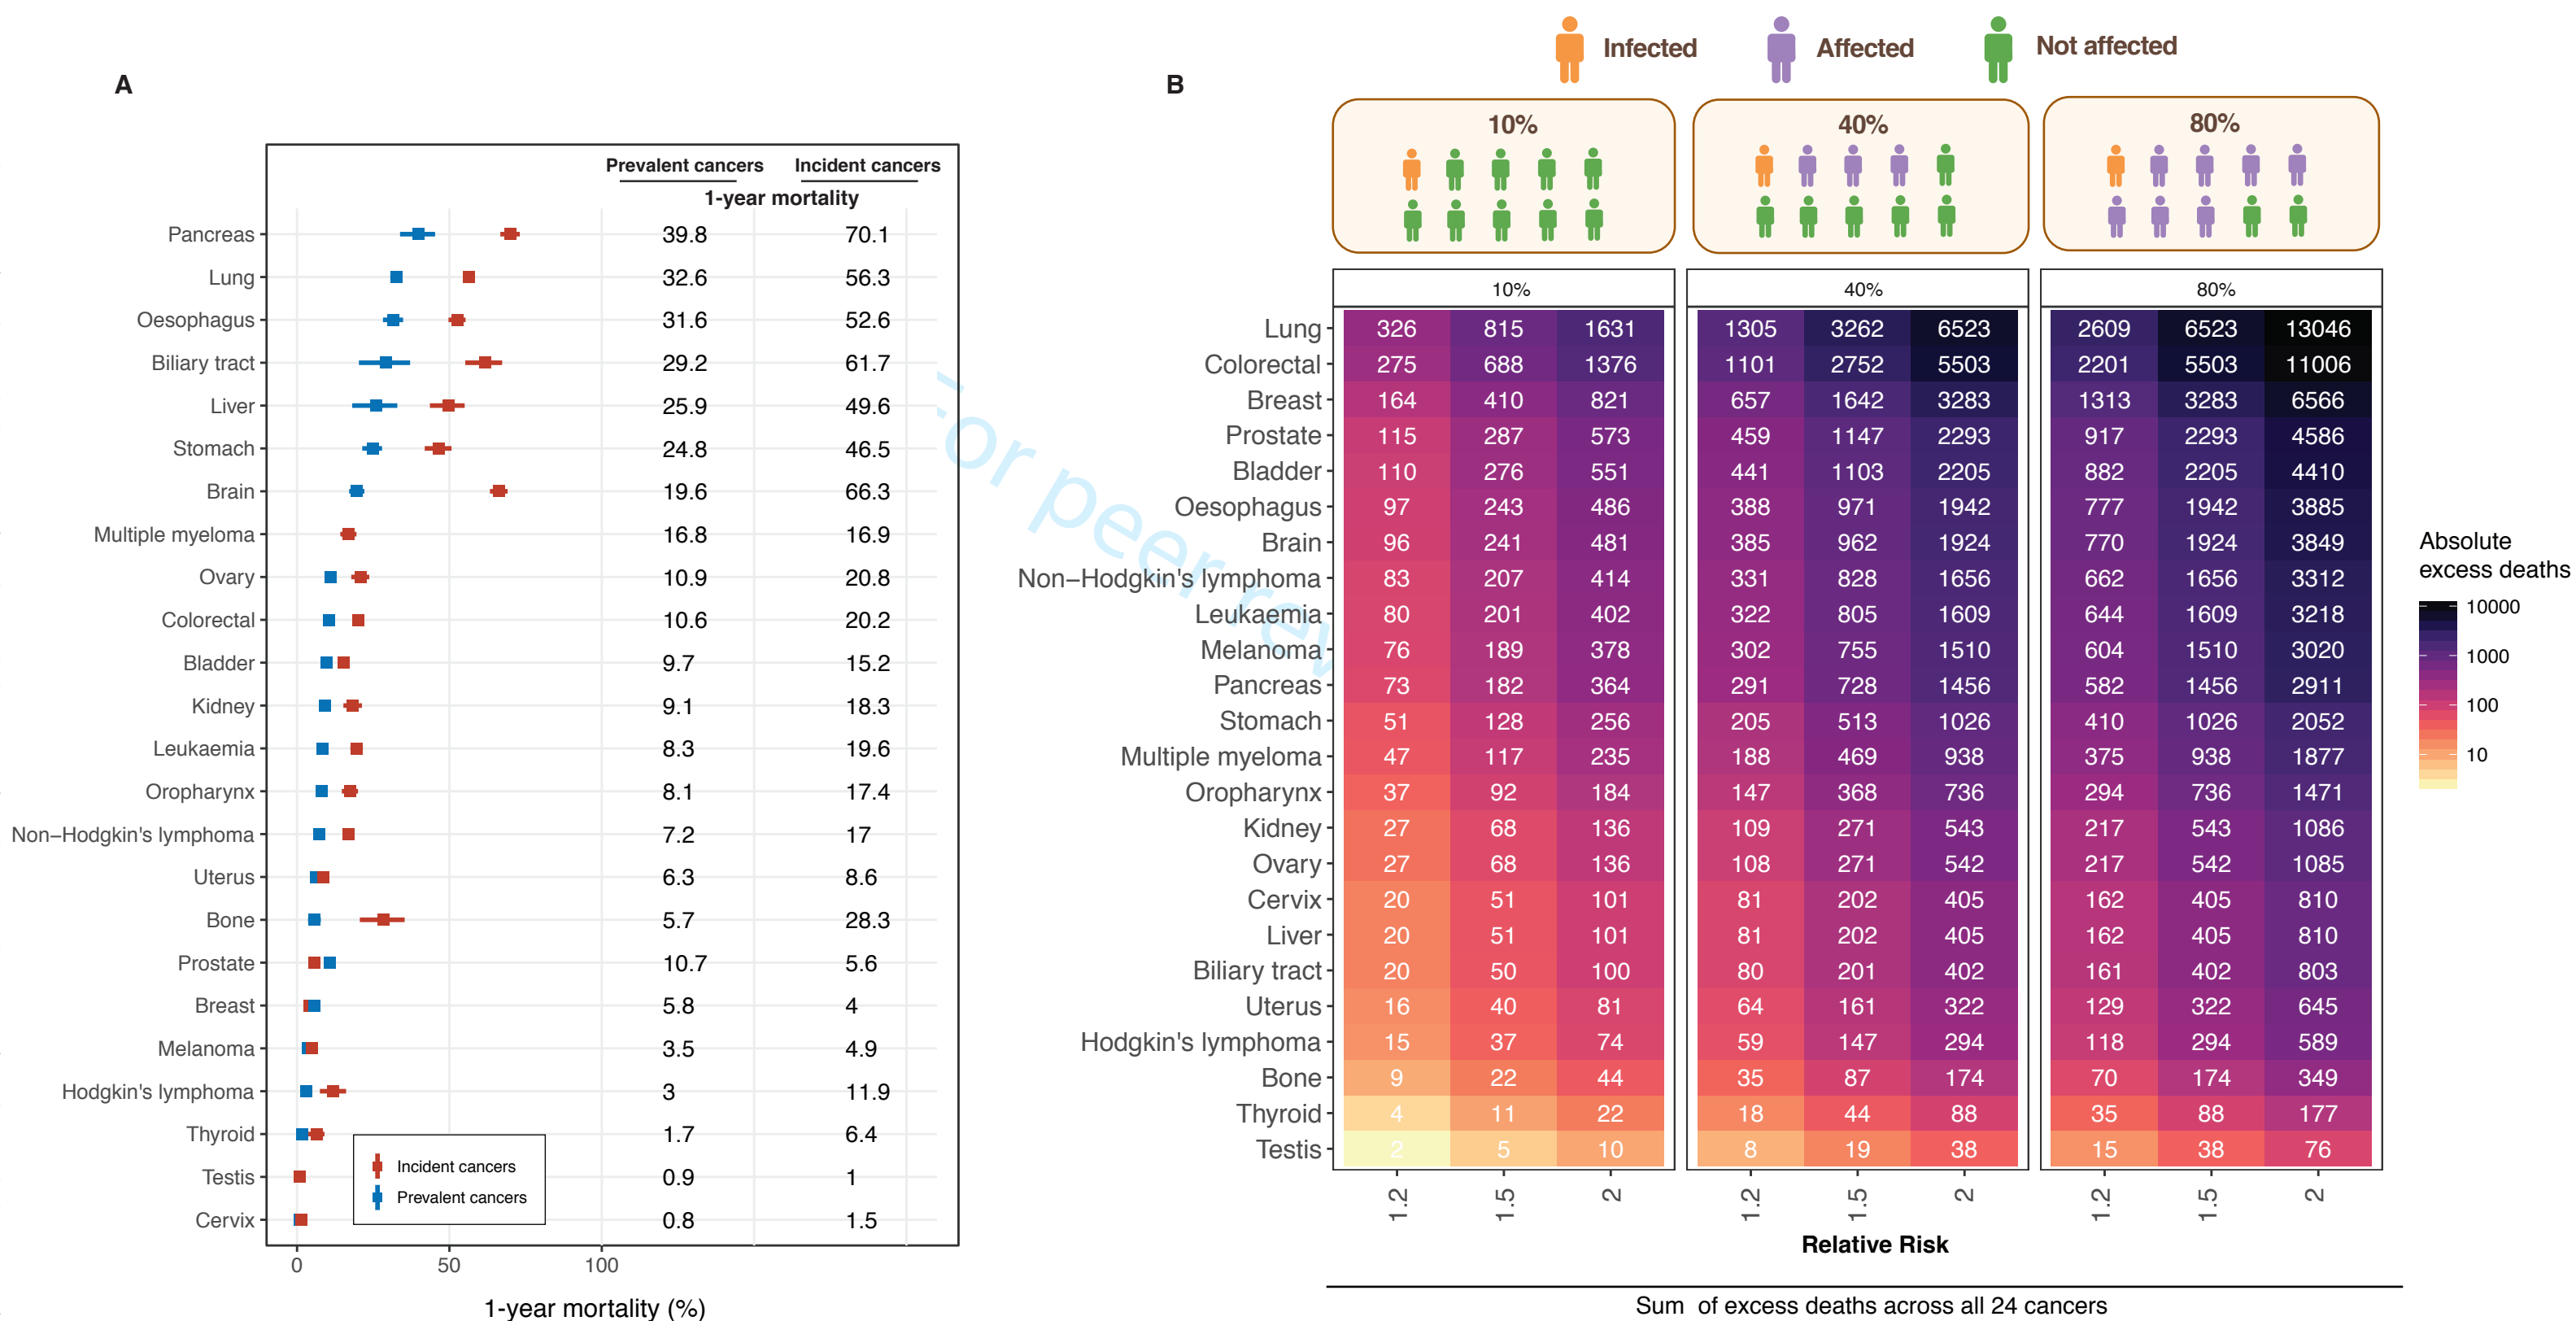 Infected Affected Not affected
A
B
10% 40% 80%
Prevalent cancers Incident cancers
1-year mortality
Pancreas 39.8 70.1
Lung 32.6 56.3
Oesophagus 31.6 52.6
Biliary tract 29.2 61.7
Liver 25.9 49.6
Stomach 24.8 46.5
Brain 19.6 66.3
Multiple myeloma 16.8 16.9
Ovary 10.9 20.8
Colorectal 10.6 20.2
Bladder 9.7 15.2
Kidney 9.1 18.3
Leukaemia 8.3 19.6
Oropharynx 8.1 17.4
Non−Hodgkin's lymphoma 7.2 17
Uterus 6.3 8.6
Bone 5.7 28.3
Prostate 10.7 5.6
Breast 5.8 4
Melanoma 3.5 4.9
Hodgkin's lymphoma 3 11.9
Thyroid 1.7 6.4
Testis 0.9 1
Cervix 0.8 1.5
Incident cancers
Prevalent cancers
0 50 100
1-year mortality (%)
For peer rev
10% 40% 80%
Lung 326 815 1631 1305 3262 6523 2609 6523 13046
Colorectal 275 688 1376 1101 2752 5503 2201 5503 11006
Breast 164 410 821 657 1642 3283 1313 3283 6566
Prostate 115 287 573 459 1147 2293 917 2293 4586
Bladder 110 276 551 441 1103 2205 882 2205 4410
Oesophagus 97 243 486 388 971 1942 777 1942 3885
Brain 96 241 481 385 962 1924 770 1924 3849
Non−Hodgkin's lymphoma 83 207 414 331 828 1656 662 1656 3312
Leukaemia 80 201 402 322 805 1609 644 1609 3218
Melanoma 76 189 378 302 755 1510 604 1510 3020
Pancreas 73 182 364 291 728 1456 582 1456 2911
Stomach 51 128 256 205 513 1026 410 1026 2052
Multiple myeloma 47 117 235 188 469 938 375 938 1877
Oropharynx 37 92 184 147 368 736 294 736 1471
Kidney 27 68 136 109 271 543 217 543 1086
Ovary 27 68 136 108 271 542 217 542 1085
Cervix 20 51 101 81 202 405 162 405 810
Liver 20 51 101 81 202 405 162 405 810
Biliary tract 20 50 100 80 201 402 161 402 803
Uterus 16 40 81 64 161 322 129 322 645
Hodgkin's lymphoma 15 37 74 59 147 294 118 294 589
Bone 9 22 44 35 87 174 70 174 349
Thyroid 4 11 22 18 44 88 35 88 177
Testis 2 5 10 8 19 38 15 38 76
1.2 1.5 2 1.2 1.5 2 1.2 1.5 2
Relative Risk
Sum of excess deaths across all 24 cancers
Absolute
excess deaths
10000
1000
100
10